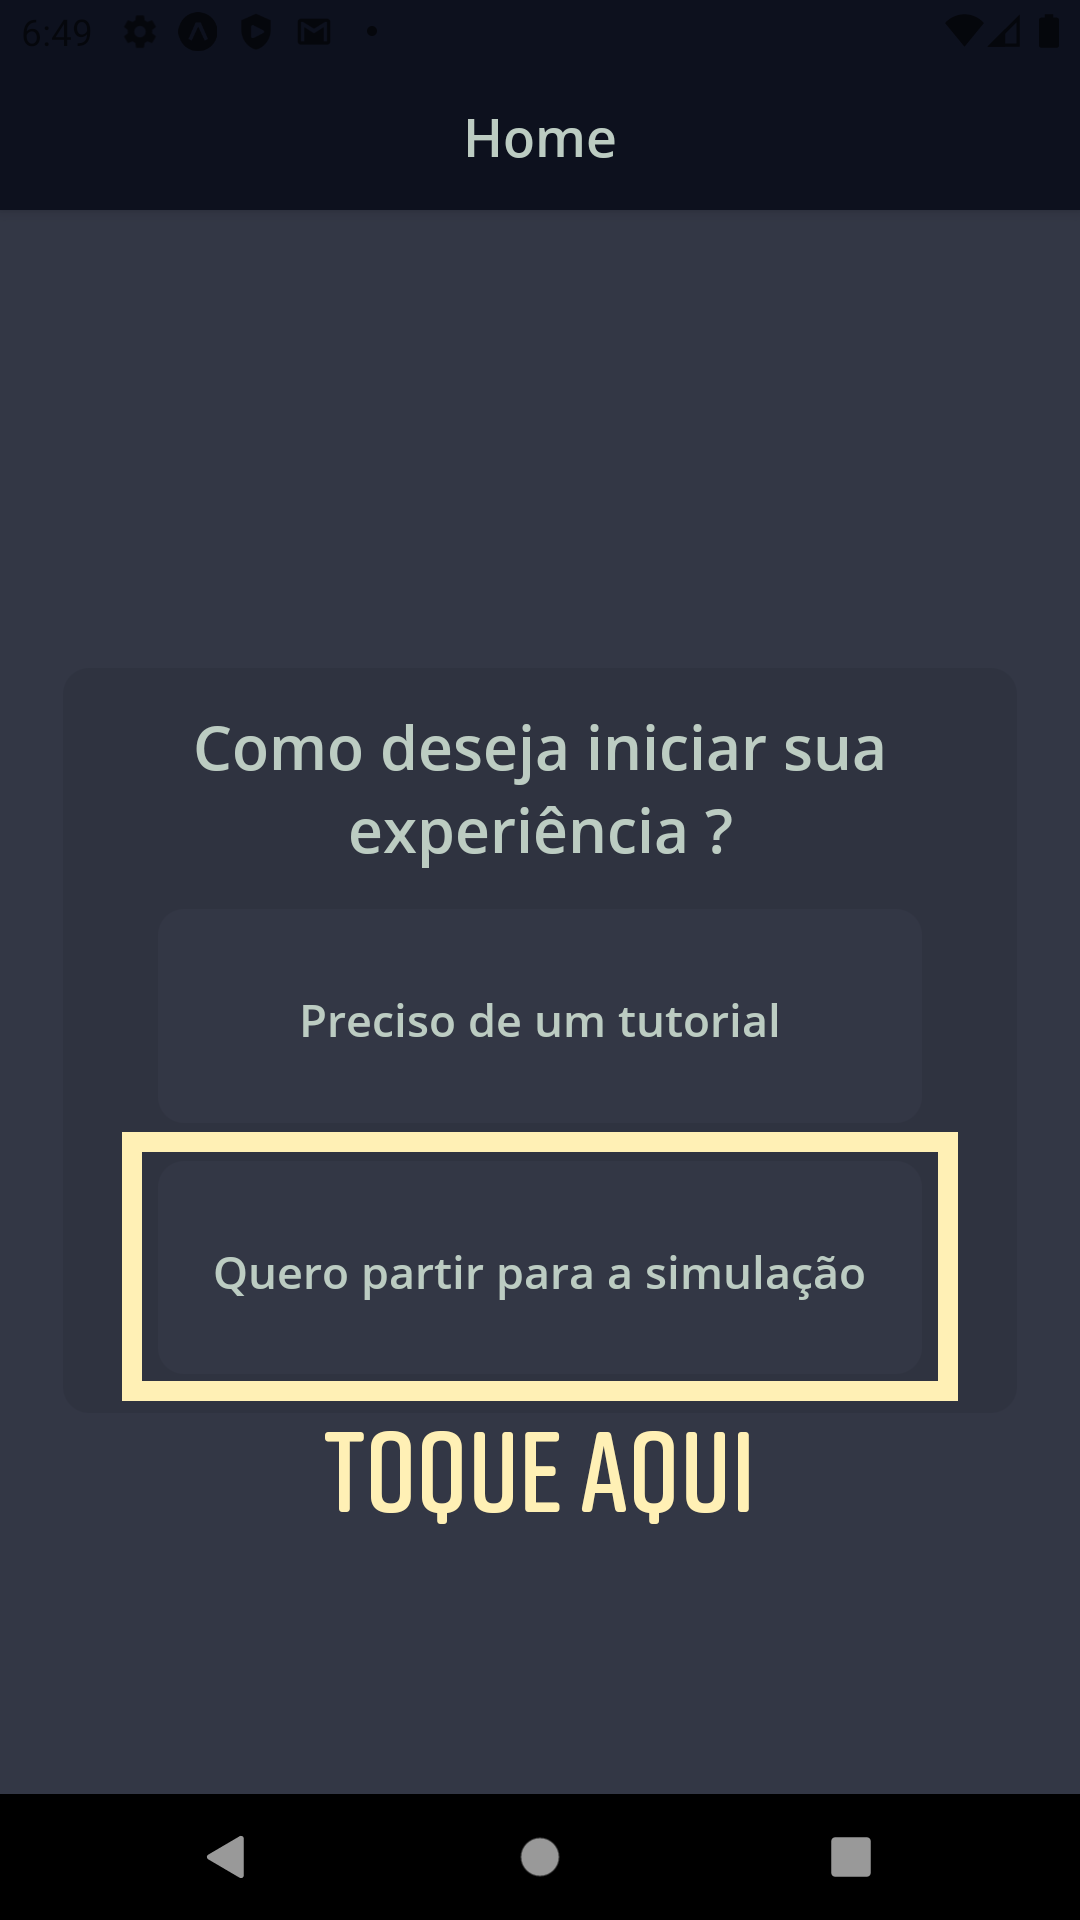 6:49
Home
Como deseja iniciar sua
experiência ?
Preciso de um tutorial
Quero partir para a simulação
TOQUE AQUI